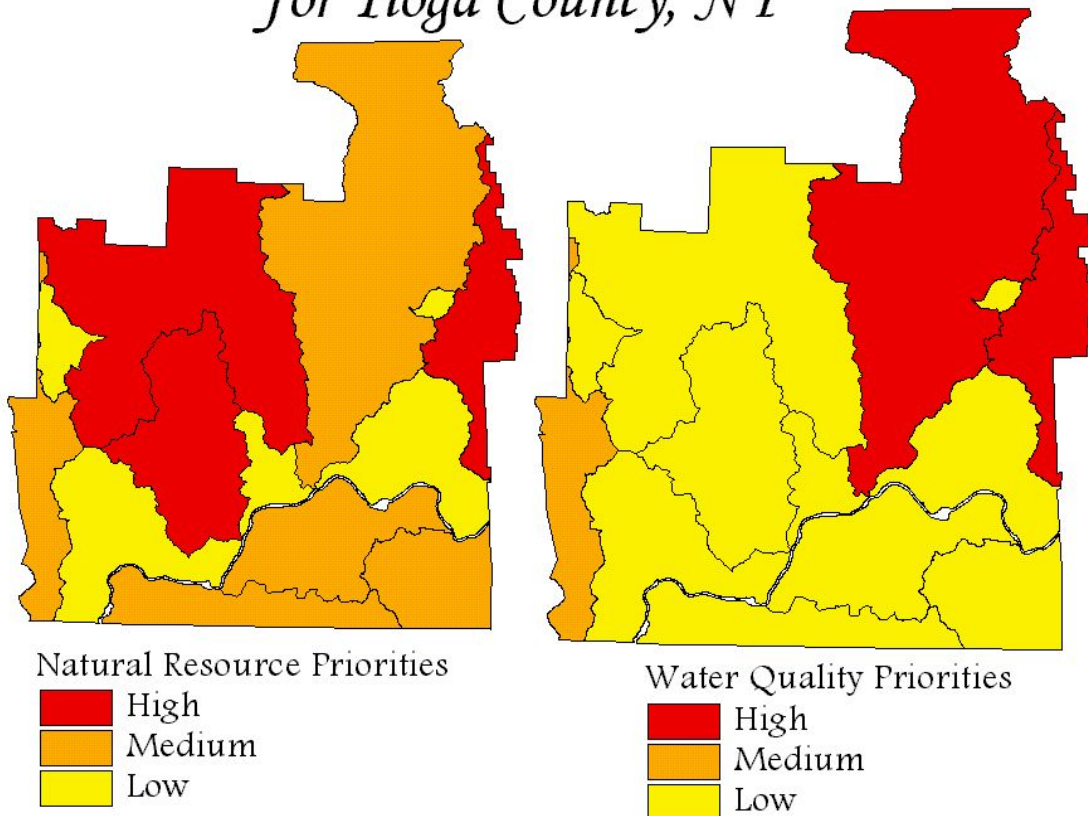 for Tioga County, NY
Natural Resource Priorities
High
Medium
Low
Water Quality Priorities
High
Medium
Low